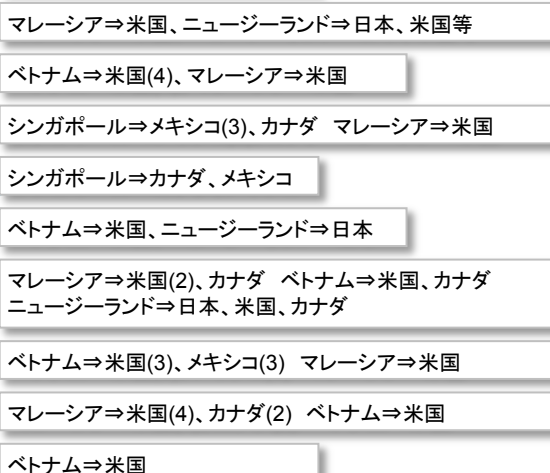 マレーシア⇒米国、ニュージーランド⇒日本、米国等
ベトナム⇒米国(4)、マレーシア⇒米国
シンガポール⇒メキシコ(3)、カナダ　マレーシア⇒米国
シンガポール⇒カナダ、メキシコ
ベトナム⇒米国、ニュージーランド⇒日本
マレーシア⇒米国(2)、カナダ　ベトナム⇒米国、カナダ
ニュージーランド⇒日本、米国、カナダ
ベトナム⇒米国(3)、メキシコ(3)　マレーシア⇒米国
マレーシア⇒米国(4)、カナダ(2)　ベトナム⇒米国
ベトナム⇒米国